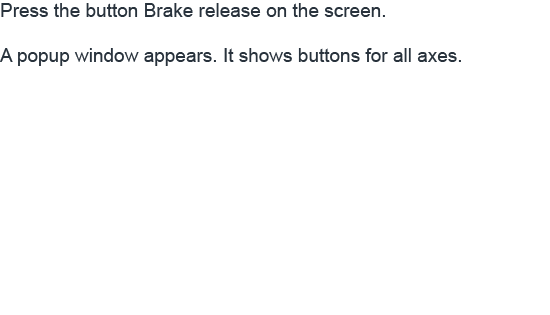 Press the button Brake release on the screen.
A popup window appears. It shows buttons for all axes.